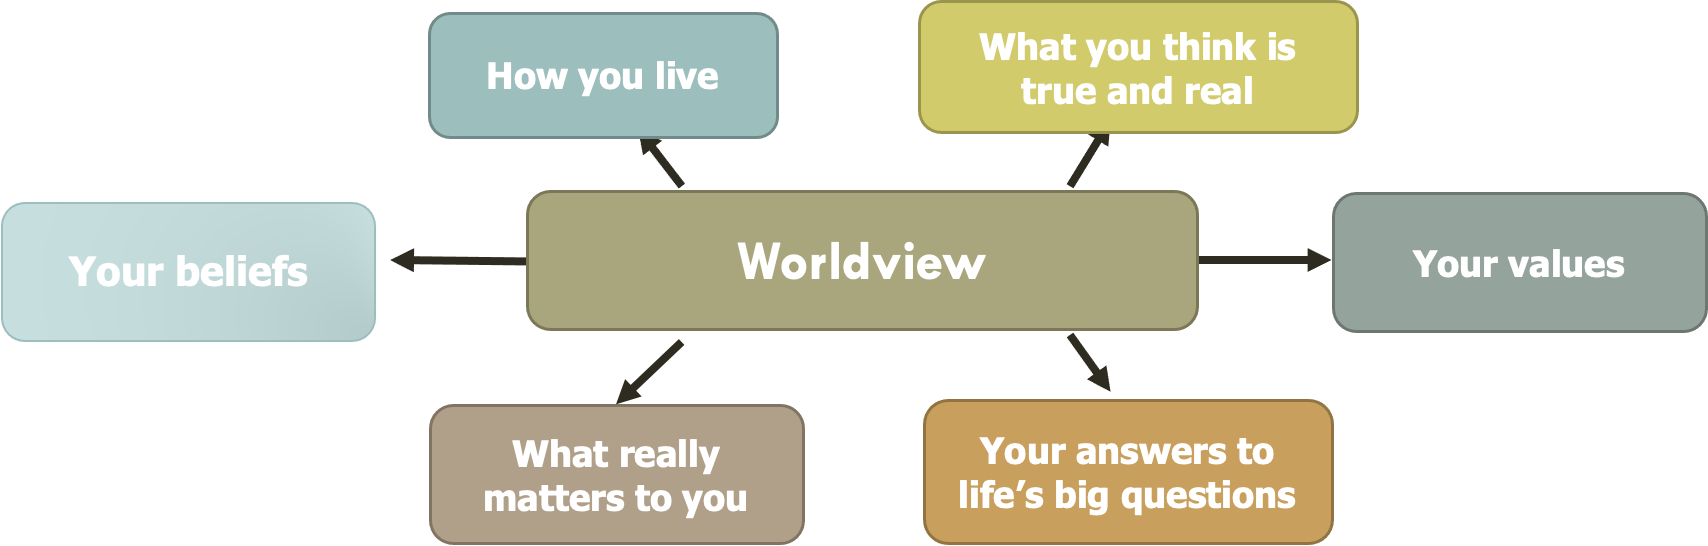 How you live
What you think is
true and real
Your beliefs
Worldview
Your values
What really
matters to you
Your answers to
life’s big questions